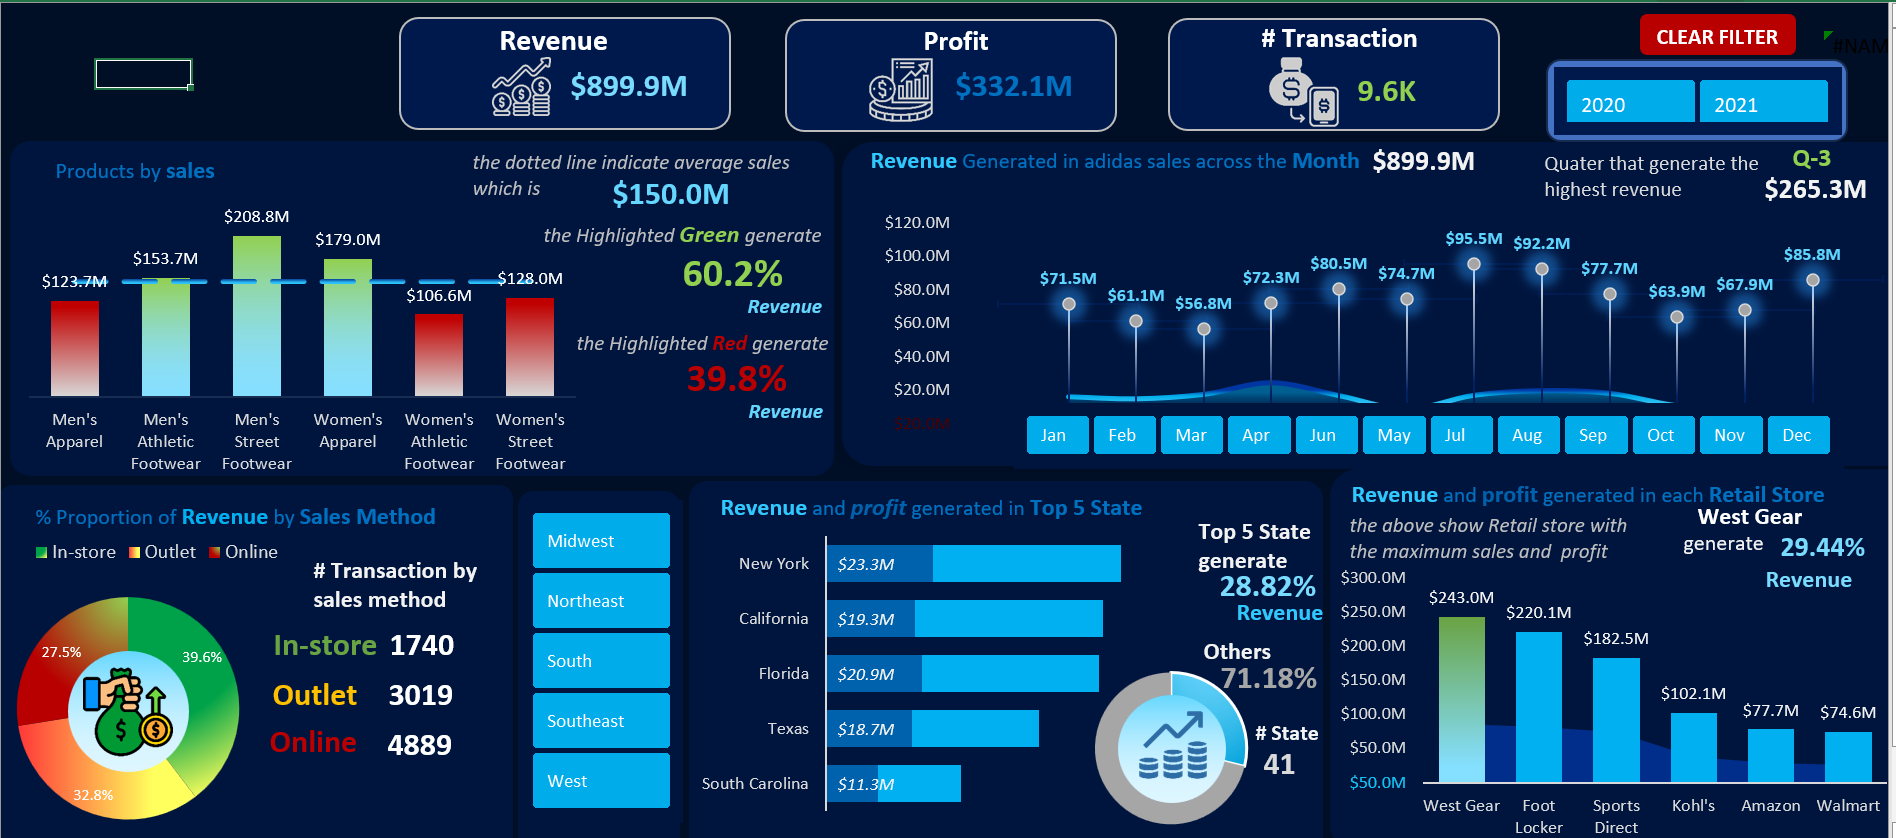 Revenue
$899.9M
Profit
$332.1M
# Transaction
9.6K
CLEAR FILTER
#NAM
2020
2021
Products by sales
the dotted line indicate average sales
which is
$150.0M
the Highlighted Green generate
60.2%
Revenue
the Highlighted Red generate
39.8%
Revenue
$123.7M
$153.7M
$208.8M
$179.0M
$106.6M
$128.0M
Men's Apparel
Men's Athletic Footwear
Men's Street Footwear
Women's Apparel
Women's Athletic Footwear
Women's Street Footwear
Revenue Generated in adidas sales across the Month $899.9M
Quater that generate the
highest revenue
Q-3
$265.3M
$120.0M
$100.0M
$80.0M
$60.0M
$40.0M
$20.0M
$20.0M
$71.5M
$61.1M
$56.8M
$72.3M
$80.5M
$74.7M
$95.5M
$92.2M
$77.7M
$63.9M
$67.9M
$85.8M
Jan
Feb
Mar
Apr
Jun
May
Jul
Aug
Sep
Oct
Nov
Dec
% Proportion of Revenue by Sales Method
In-store
Outlet
Online
# Transaction by
sales method
In-store 1740
Outlet 3019
Online 4889
27.5%
39.6%
32.8%
Midwest
Northeast
South
Southeast
West
Revenue and profit generated in Top 5 State
New York
$23.3M
California
$19.3M
Florida
$20.9M
Texas
$18.7M
South Carolina
$11.3M
Top 5 State
generate
28.82%
Revenue
Others
71.18%
# State
41
Revenue and profit generated in each Retail Store
the above show Retail store with
the maximum sales and profit
West Gear
generate 29.44%
Revenue
$300.0M
$250.0M
$200.0M
$150.0M
$100.0M
$50.0M
$50.0M
$243.0M
$220.1M
$182.5M
$102.1M
$77.7M
$74.6M
West Gear
Foot Locker
Sports Direct
Kohl's
Amazon
Walmart